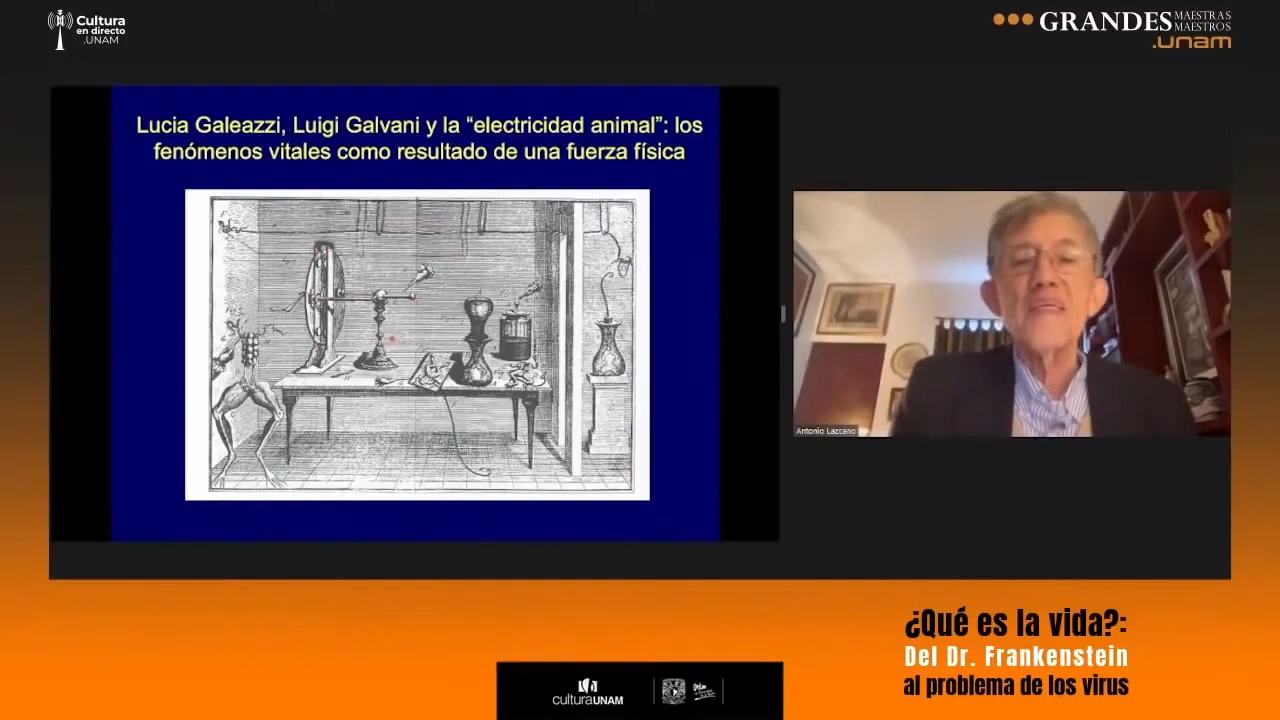 Cultura
en directo
.UNAM
GRANDES MAESTRAS
MAESTROS
.unam
Lucia Galeazzi, Luigi Galvani y la “electricidad animal”: los
fenómenos vitales como resultado de una fuerza física
Antonio Lazcano
¿Qué es la vida?:
Del Dr. Frankenstein
al problema de los virus
culturaUNAM